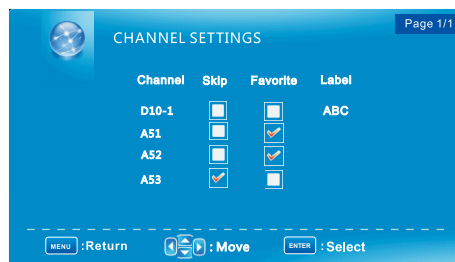 Page 1/1
CHANNEL SETTINGS
Channel Skip Favorite Label
D10-1 ABC
A51
A52
A53
MENU :Return : Move ENTER : Select